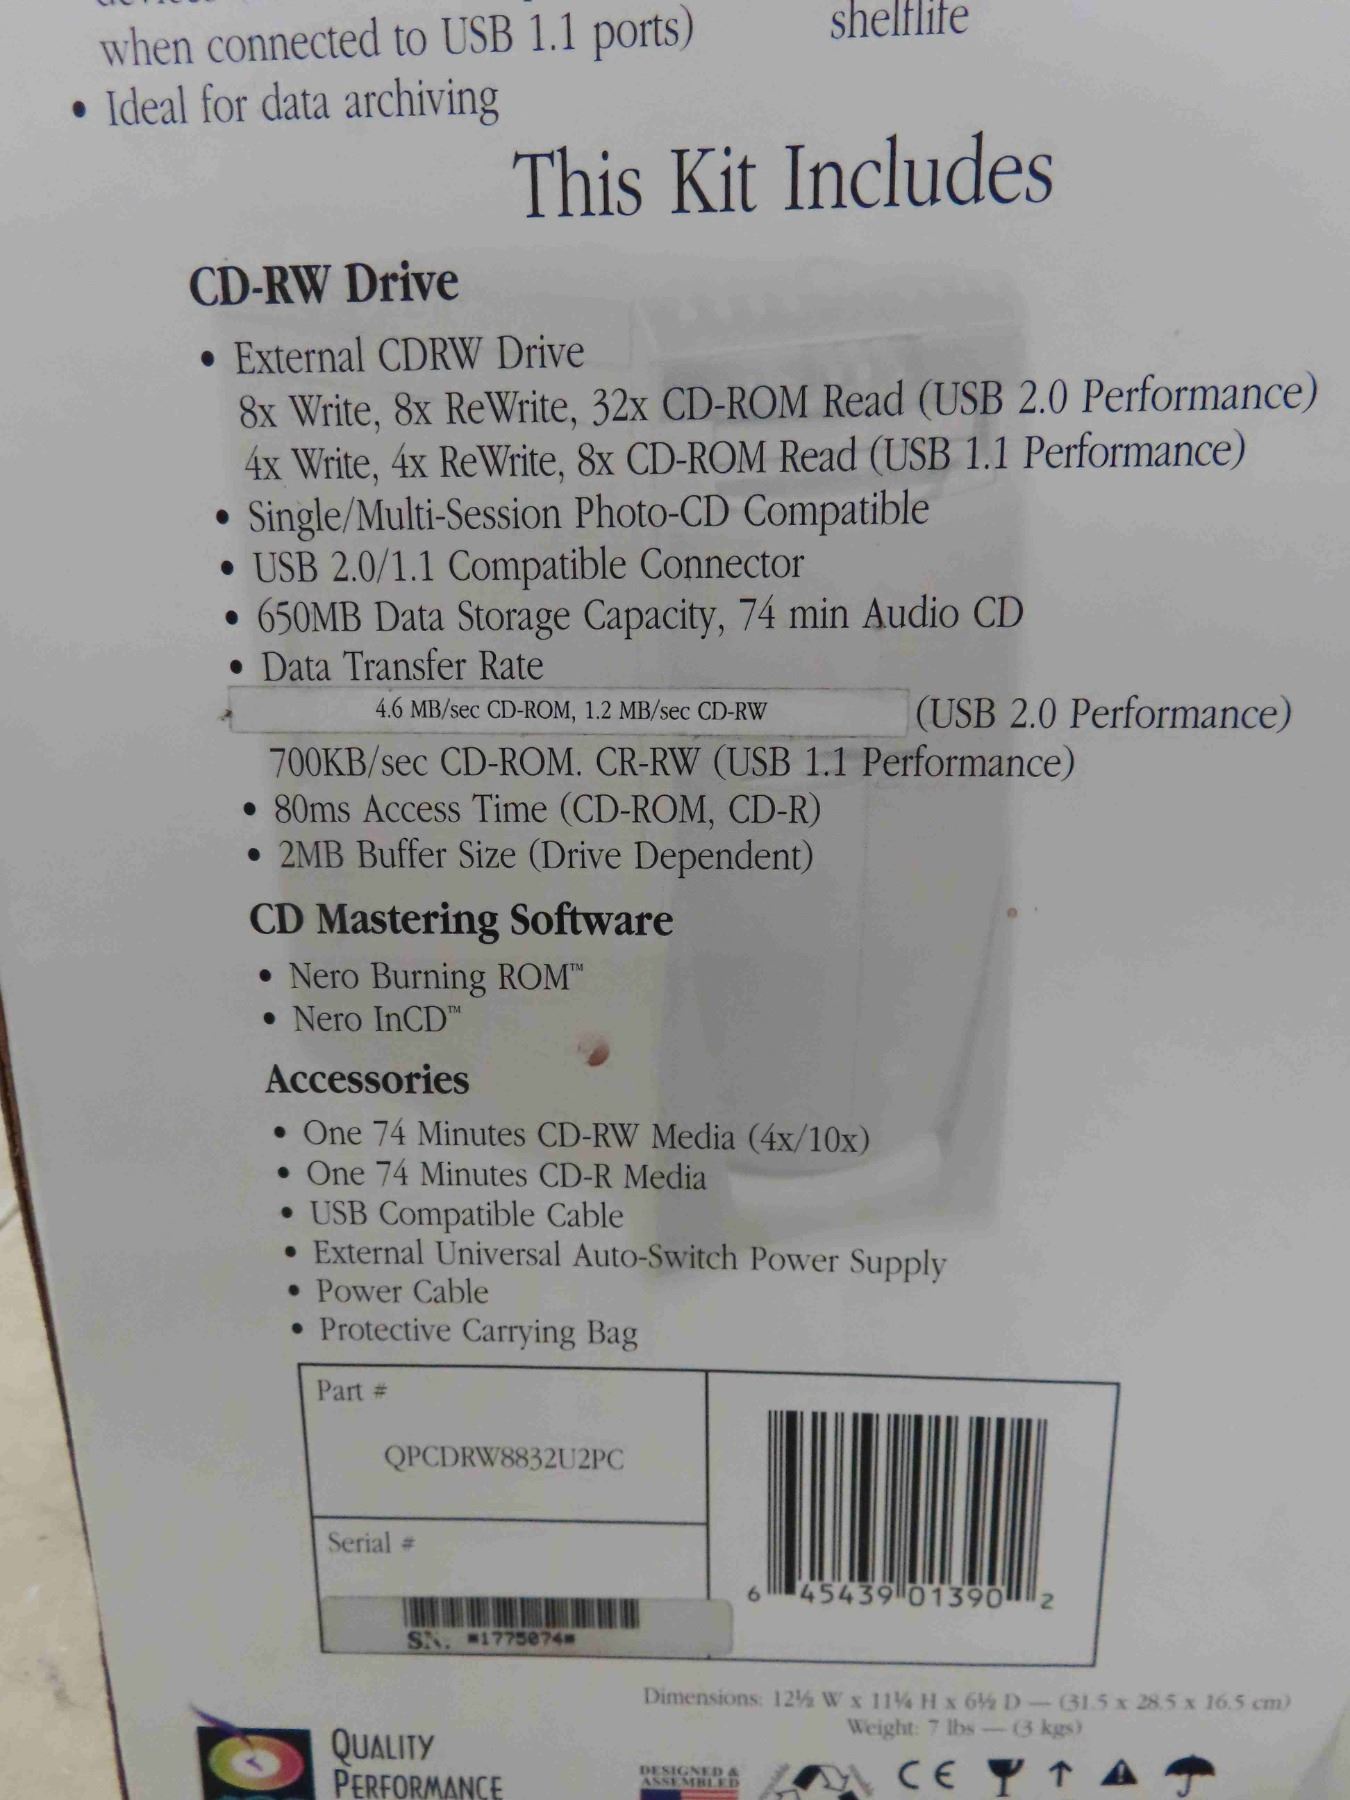 when connected to USB 1.1 ports)
shelflife
• Ideal for data archiving
This Kit Includes
CD-RW Drive
• External CDRW Drive
8x Write, 8x ReWrite, 32x CD-ROM Read (USB 2.0 Performance)
4x Write, 4x ReWrite, 8x CD-ROM Read (USB 1.1 Performance)
• Single/Multi-Session Photo-CD Compatible
• USB 2.0/1.1 Compatible Connector
• 650MB Data Storage Capacity, 74 min Audio CD
• Data Transfer Rate
4.6 MB/sec CD-ROM, 1.2 MB/sec CD-RW (USB 2.0 Performance)
700KB/sec CD-ROM. CR-RW (USB 1.1 Performance)
• 80ms Access Time (CD-ROM, CD-R)
• 2MB Buffer Size (Drive Dependent)
CD Mastering Software
• Nero Burning ROM™
• Nero InCD™
Accessories
• One 74 Minutes CD-RW Media (4x/10x)
• One 74 Minutes CD-R Media
• USB Compatible Cable
• External Universal Auto-Switch Power Supply
• Power Cable
• Protective Carrying Bag
Part #
QPCDRW8832U2PC
Serial #
SN. *1775074*
6 45439 01390 2
Dimensions: 12½ W x 11¼ H x 6½ D — (31.5 x 28.5 x 16.5 cm)
Weight: 7 lbs — (3 kgs)
QUALITY
PERFORMANCE
DESIGNED &
ASSEMBLED
CE